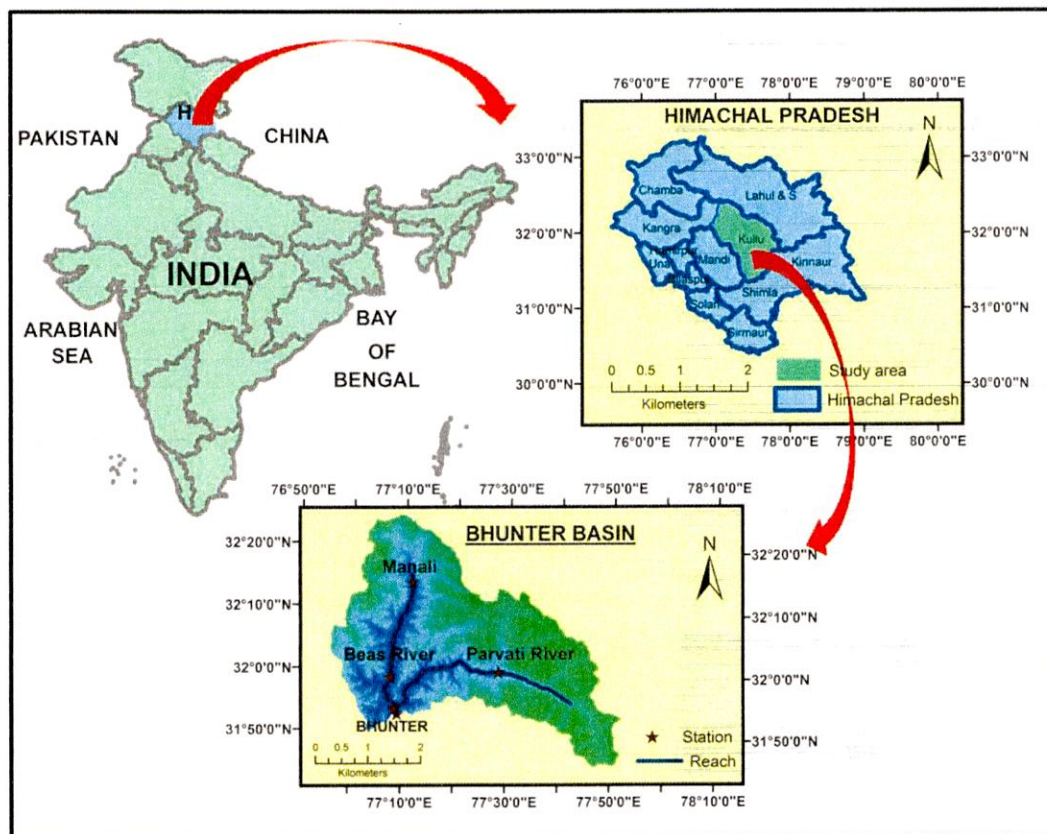 H
PAKISTAN
CHINA
INDIA
ARABIAN
SEA
BAY
OF
BENGAL
76°0'0"E 77°0'0"E 78°0'0"E 79°0'0"E 80°0'0"E
HIMACHAL PRADESH
N
33°0'0"N 33°0'0"N
32°0'0"N 32°0'0"N
31°0'0"N 31°0'0"N
30°0'0"N 30°0'0"N
Chamba
Lahul & S
Kangra
Kullu
Una
Mandi
Kinnaur
Shimla
Solan
Sirmaur
0 0.5 1 2
Kilometers
Study area
Himachal Pradesh
76°0'0"E 77°0'0"E 78°0'0"E 79°0'0"E 80°0'0"E
76°50'0"E 77°10'0"E 77°30'0"E 77°50'0"E 78°10'0"E
BHUNTER BASIN
N
32°20'0"N 32°20'0"N
32°10'0"N 32°10'0"N
32°0'0"N 32°0'0"N
31°50'0"N 31°50'0"N
Manali
Beas River
Parvati River
BHUNTER
0 0.5 1 2
Kilometers
Station
Reach
77°10'0"E 77°30'0"E 77°50'0"E 78°10'0"E